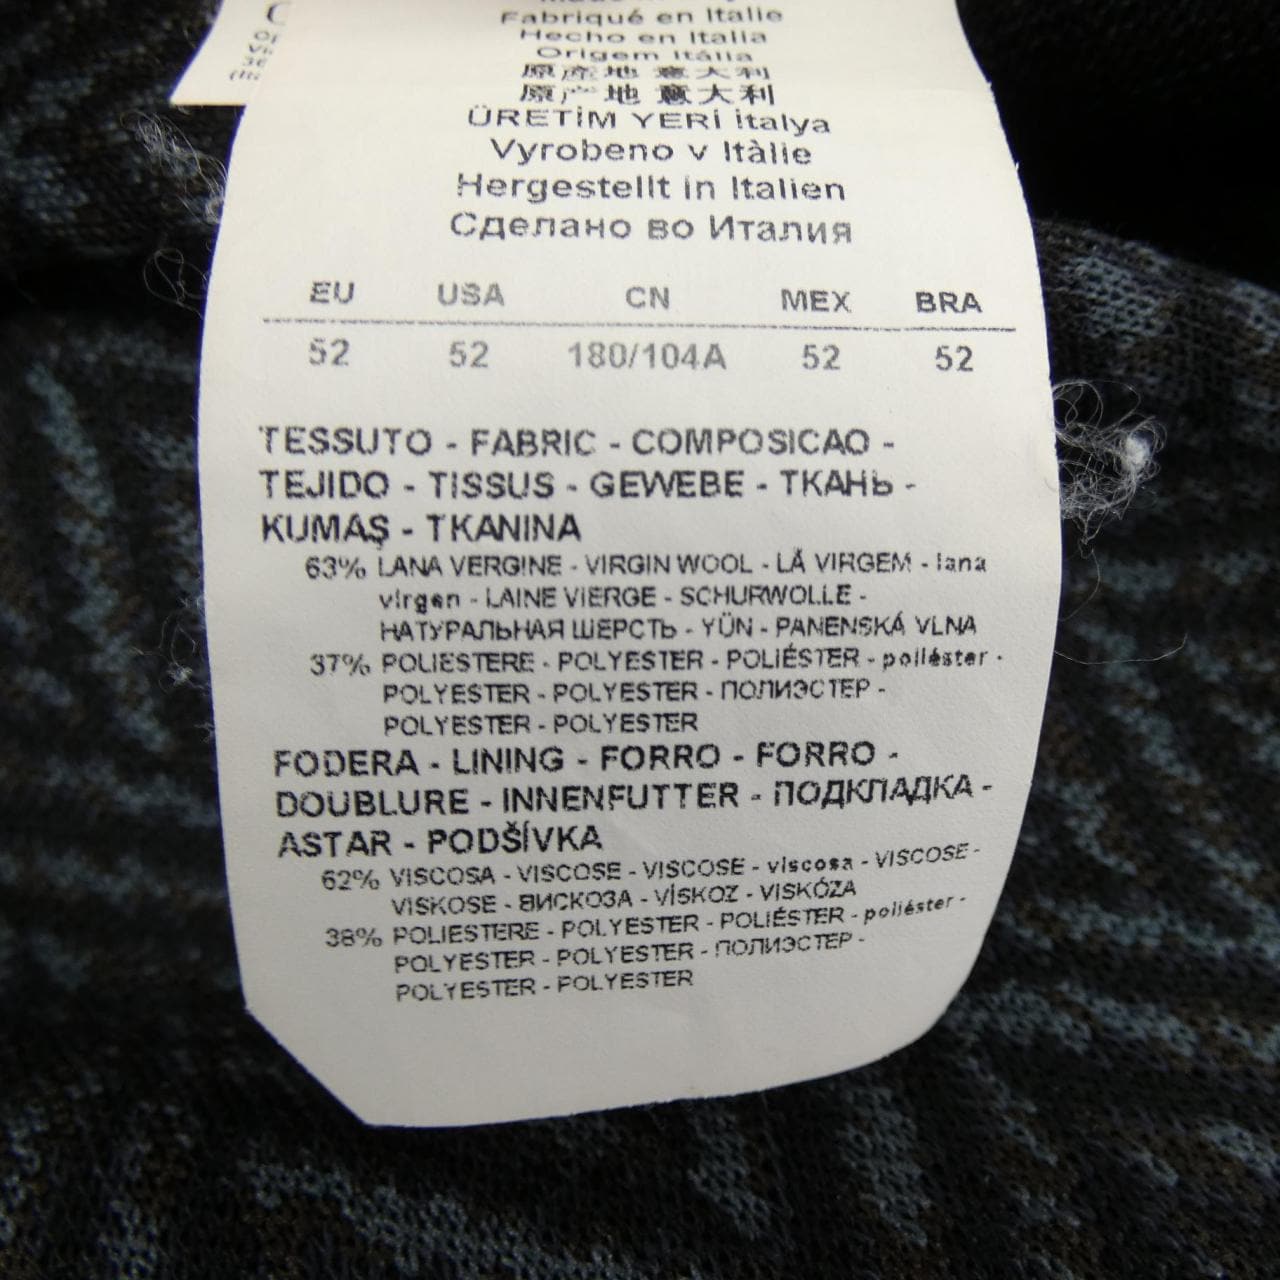 Fabriqué en Italie
Hecho en Italia
Origem Itália
原産地 意大利
原产地 意大利
ÜRETİM YERİ İtalya
Vyrobeno v Itàlie
Hergestellt in Italien
Сделано во Италия
EU USA CN MEX BRA
52 52 180/104A 52 52
TESSUTO - FABRIC - COMPOSICAO -
TEJIDO - TISSUS - GEWEBE - ТКАНЬ -
KUMAŞ - TKANINA
63% LANA VERGINE - VIRGIN WOOL - LÃ VIRGEM - lana
virgen - LAINE VIERGE - SCHURWOLLE -
НАТУРАЛЬНАЯ ШЕРСТЬ - YÜN - PANENSKÁ VLNA
37% POLIESTERE - POLYESTER - POLIÉSTER - poliéster -
POLYESTER - POLYESTER - ПОЛИЭСТЕР -
POLYESTER - POLYESTER
FODERA - LINING - FORRO - FORRO -
DOUBLURE - INNENFUTTER - ПОДКЛАДКА -
ASTAR - PODŠÍVKA
62% VISCOSA - VISCOSE - VISCOSE - viscosa - VISCOSE -
VISKOSE - ВИСКОЗА - VİSKOZ - VISKÓZA
38% POLIESTERE - POLYESTER - POLIÉSTER - poliéster -
POLYESTER - POLYESTER - ПОЛИЭСТЕР -
POLYESTER - POLYESTER